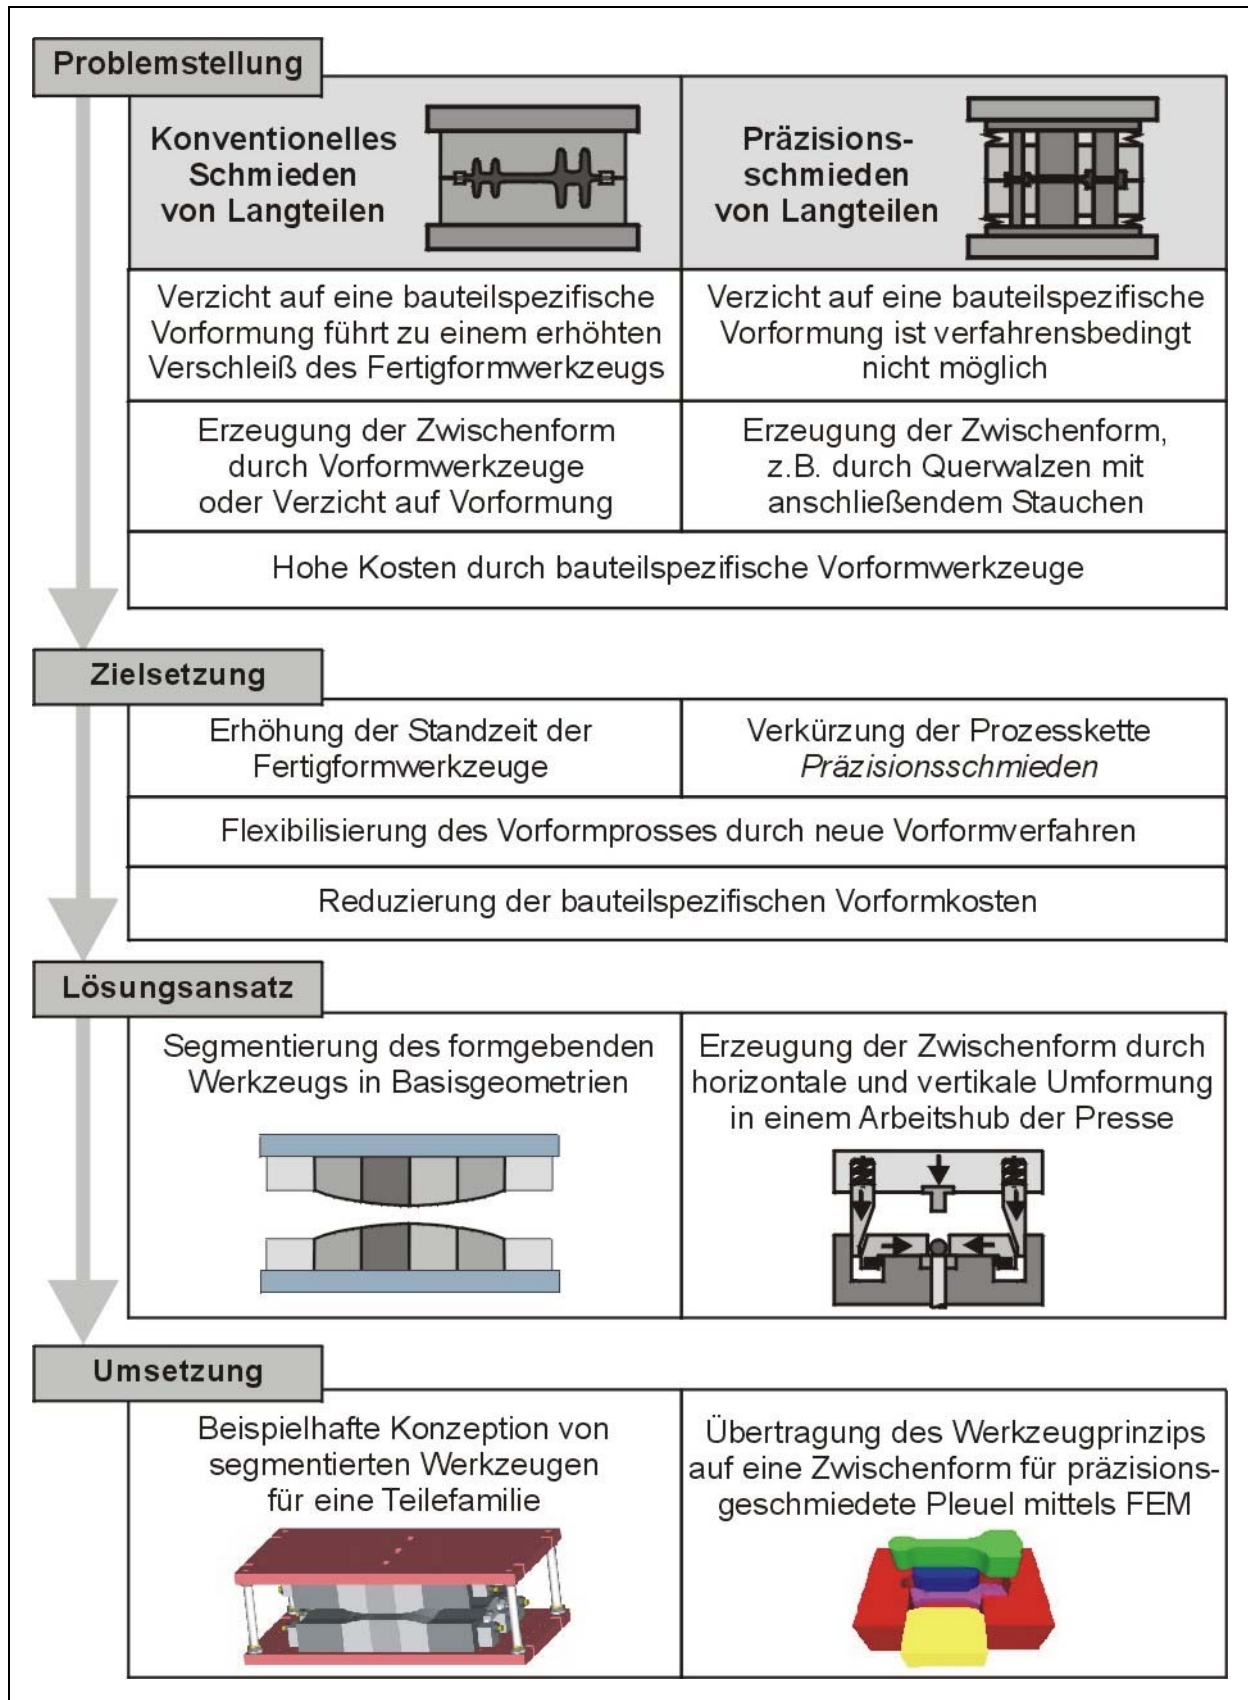 Problemstellung
Konventionelles
Schmieden
von Langteilen
Präzisions-
schmieden
von Langteilen
Verzicht auf eine bauteilspezifische
Vorformung führt zu einem erhöhten
Verschleiß des Fertigformwerkzeugs
Verzicht auf eine bauteilspezifische
Vorformung ist verfahrensbedingt
nicht möglich
Erzeugung der Zwischenform
durch Vorformwerkzeuge
oder Verzicht auf Vorformung
Erzeugung der Zwischenform,
z.B. durch Querwalzen mit
anschließendem Stauchen
Hohe Kosten durch bauteilspezifische Vorformwerkzeuge
Zielsetzung
Erhöhung der Standzeit der
Fertigformwerkzeuge
Verkürzung der Prozesskette
Präzisionsschmieden
Flexibilisierung des Vorformprosses durch neue Vorformverfahren
Reduzierung der bauteilspezifischen Vorformkosten
Lösungsansatz
Segmentierung des formgebenden
Werkzeugs in Basisgeometrien
Erzeugung der Zwischenform durch
horizontale und vertikale Umformung
in einem Arbeitshub der Presse
Umsetzung
Beispielhafte Konzeption von
segmentierten Werkzeugen
für eine Teilefamilie
Übertragung des Werkzeugprinzips
auf eine Zwischenform für präzisions-
geschmiedete Pleuel mittels FEM